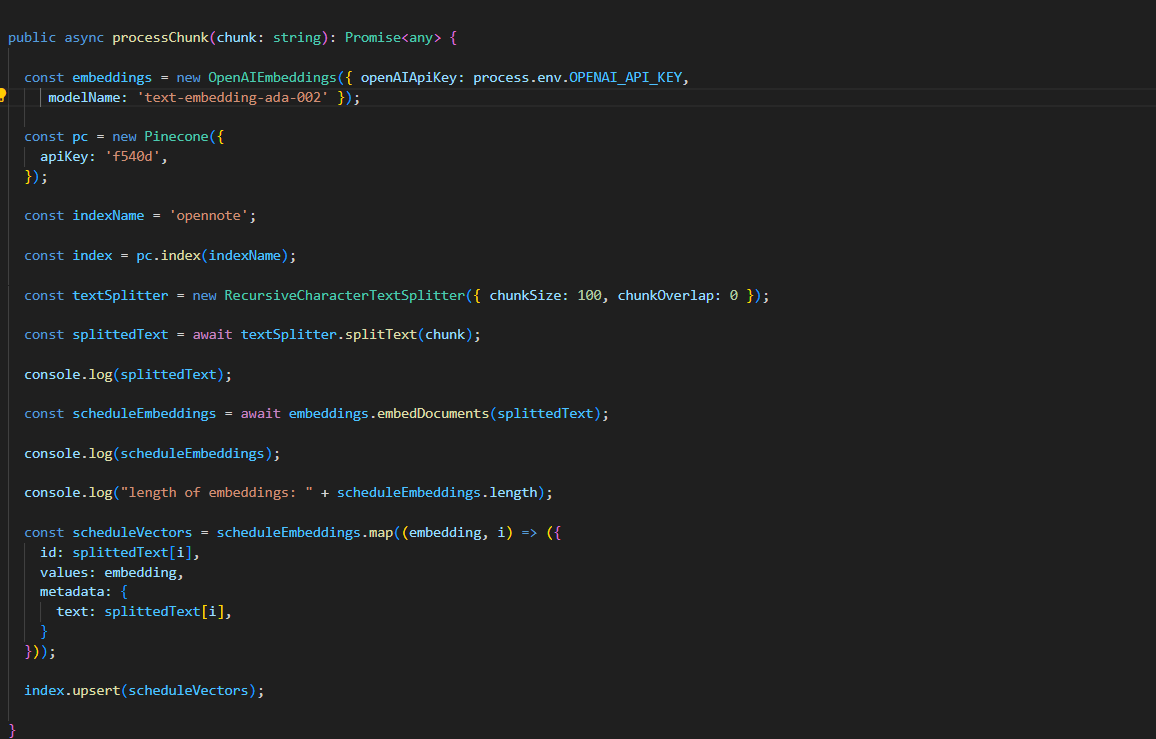 public async processChunk(chunk: string): Promise<any> {
const embeddings = new OpenAIEmbeddings({ openAIApiKey: process.env.OPENAI_API_KEY,
modelName: 'text-embedding-ada-002' });
const pc = new Pinecone({
apiKey: 'f540d',
});
const indexName = 'opennote';
const index = pc.index(indexName);
const textSplitter = new RecursiveCharacterTextSplitter({ chunkSize: 100, chunkOverlap: 0 });
const splittedText = await textSplitter.splitText(chunk);
console.log(splittedText);
const scheduleEmbeddings = await embeddings.embedDocuments(splittedText);
console.log(scheduleEmbeddings);
console.log("length of embeddings: " + scheduleEmbeddings.length);
const scheduleVectors = scheduleEmbeddings.map((embedding, i) => ({
id: splittedText[i],
values: embedding,
metadata: {
text: splittedText[i],
}
}));
index.upsert(scheduleVectors);
}